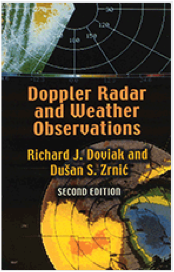 Doppler Radar
and Weather
Observations
Richard J. Doviak and
Dušan S. Zrnić
SECOND EDITION